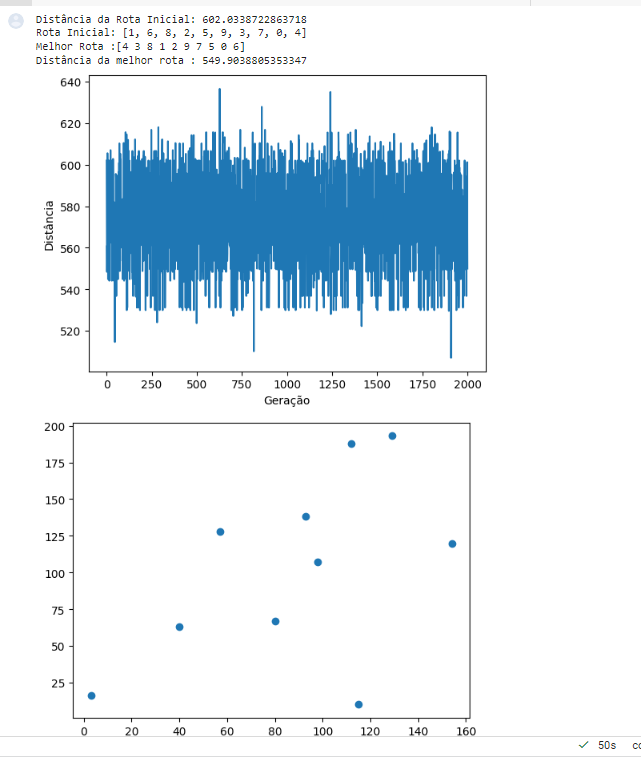 Distância da Rota Inicial: 602.0338722863718
Rota Inicial: [1, 6, 8, 2, 5, 9, 3, 7, 0, 4]
Melhor Rota :[4 3 8 1 2 9 7 5 0 6]
Distância da melhor rota : 549.9038805353347
640
620
600
580
560
540
520
Distância
0 250 500 750 1000 1250 1500 1750 2000
Geração
200
175
150
125
100
75
50
25
0 20 40 60 80 100 120 140 160
50s